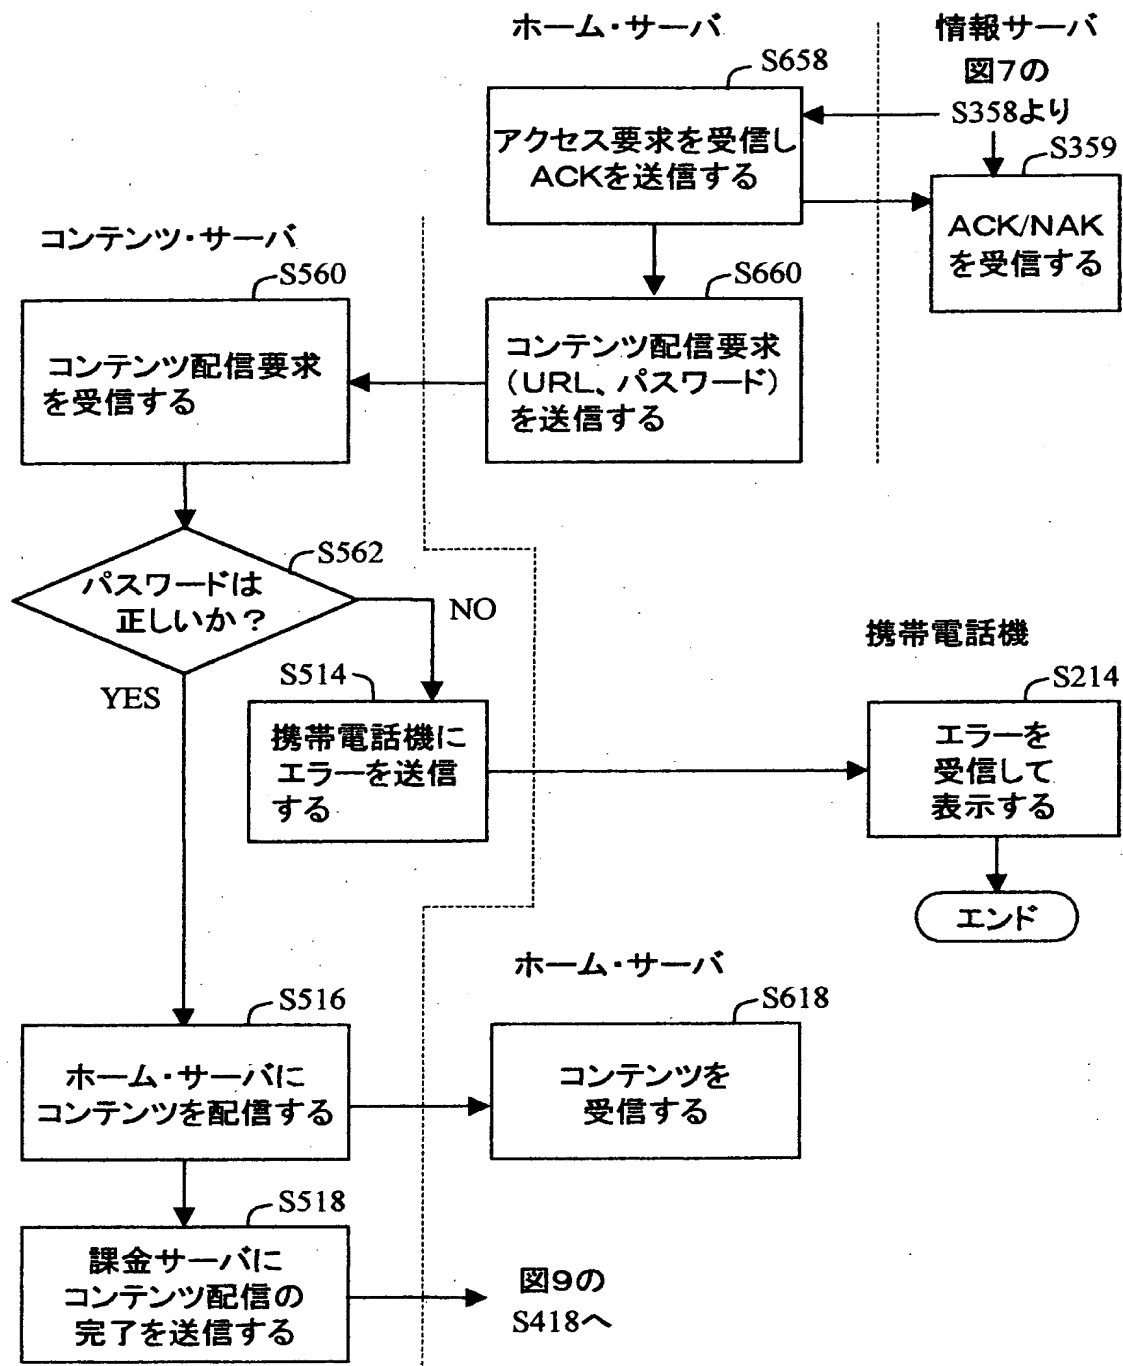 ホーム・サーバ
情報サーバ
S658
図7の
S358より
アクセス要求を受信し
ACKを送信する
S359
ACK/NAK
を受信する
コンテンツ・サーバ
S560
S660
コンテンツ配信要求
を受信する
コンテンツ配信要求
(URL、パスワード)
を送信する
S562
パスワードは
正しいか?
NO
YES
S514
携帯電話機に
エラーを送信
する
携帯電話機
S214
エラーを
受信して
表示する
エンド
ホーム・サーバ
S516
S618
ホーム・サーバに
コンテンツを配信する
コンテンツを
受信する
S518
課金サーバに
コンテンツ配信の
完了を送信する
図9の
S418へ